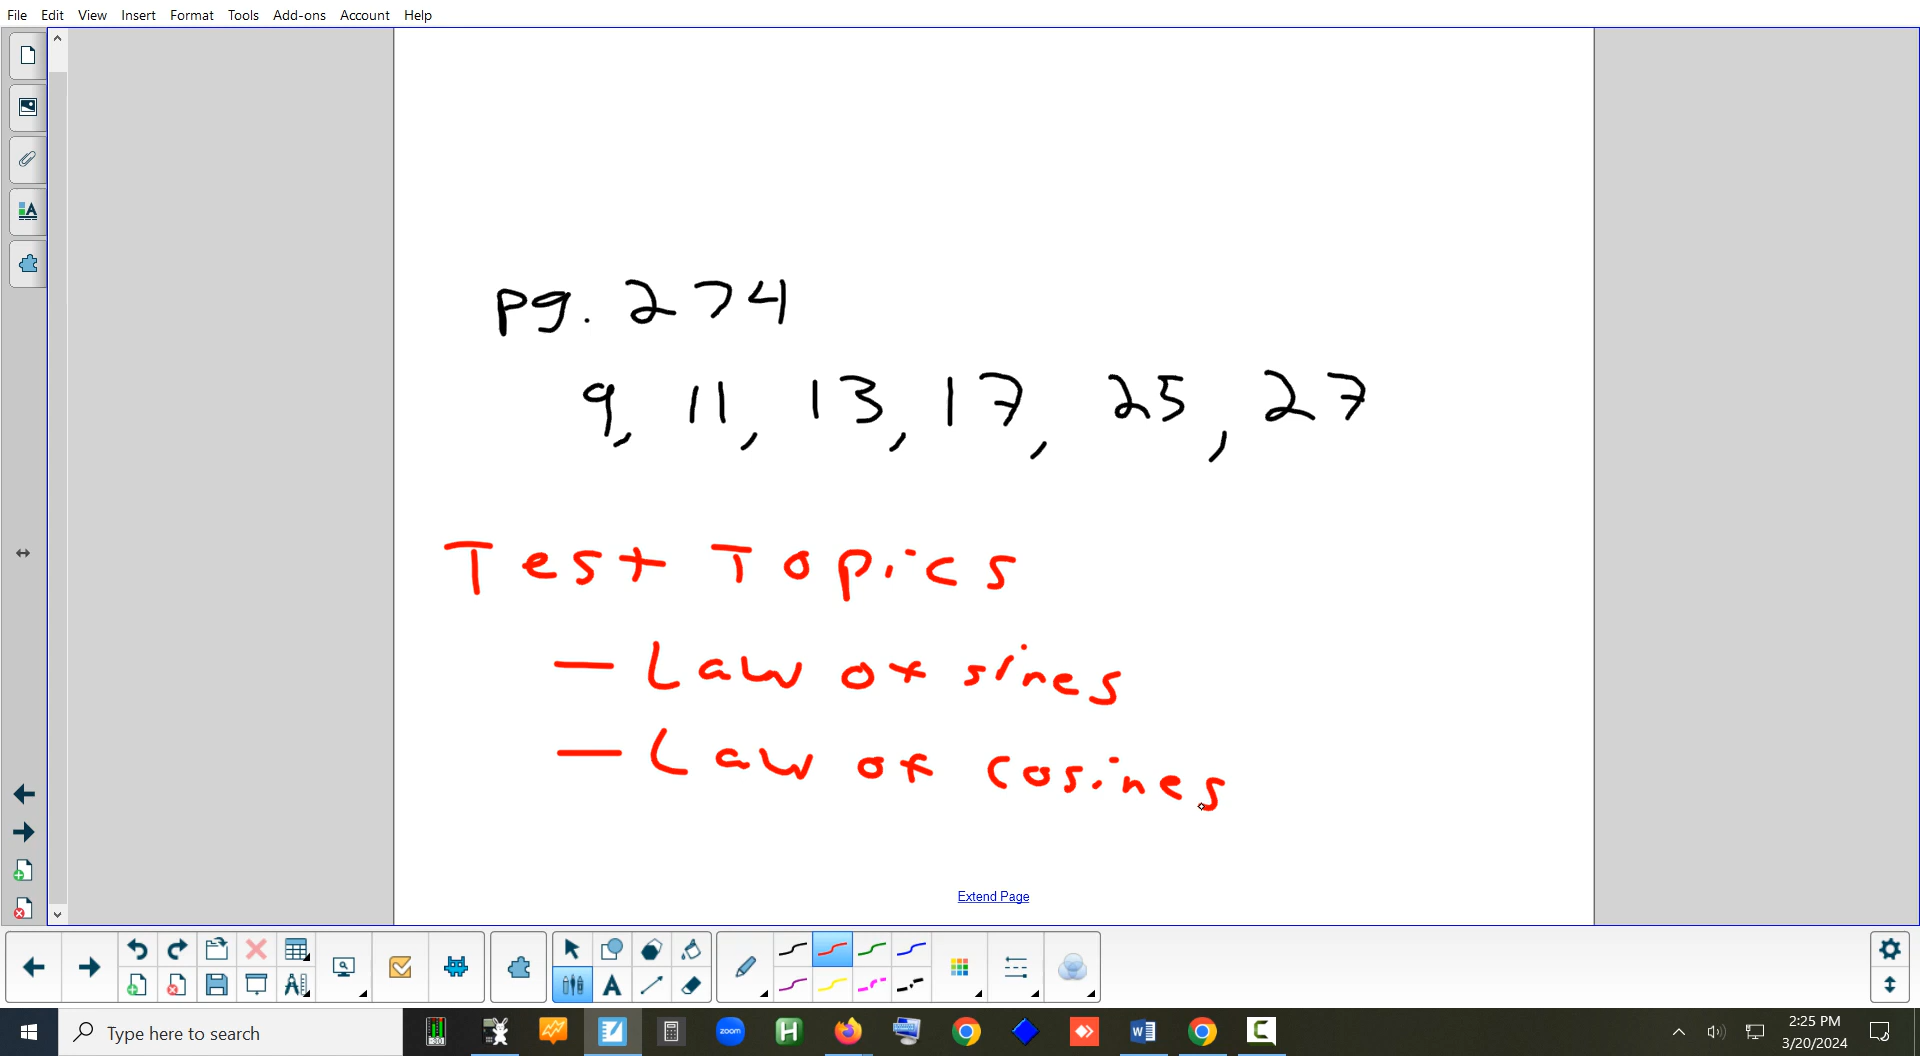 File Edit View Insert Format Tools Add-ons Account Help
pg. 274
9, 11, 13, 17, 25, 27
Test Topics
— Law of sines
— Law of cosines
Extend Page
Type here to search
zoom
2:25 PM
3/20/2024